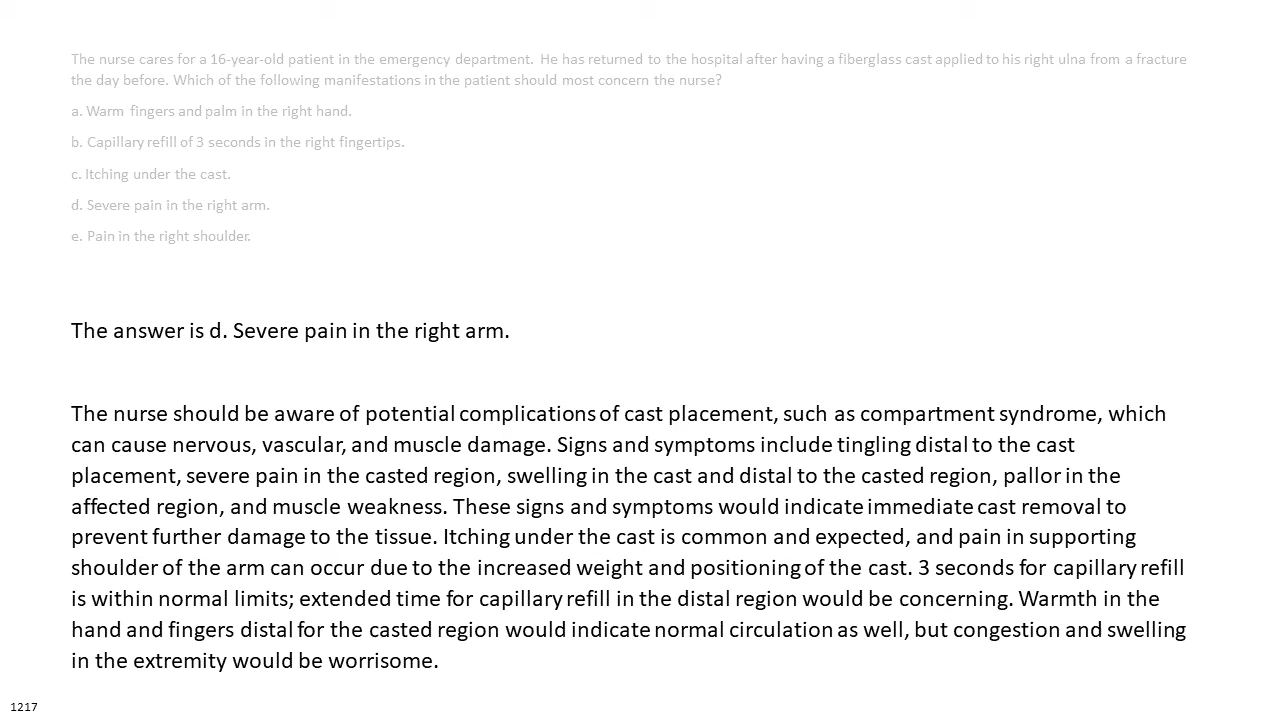 The nurse cares for a 16-year-old patient in the emergency department. He has returned to the hospital after having a fiberglass cast applied to his right ulna from a fracture
the day before. Which of the following manifestations in the patient should most concern the nurse?
a. Warm fingers and palm in the right hand.
b. Capillary refill of 3 seconds in the right fingertips.
c. Itching under the cast.
d. Severe pain in the right arm.
e. Pain in the right shoulder.
The answer is d. Severe pain in the right arm.
The nurse should be aware of potential complications of cast placement, such as compartment syndrome, which
can cause nervous, vascular, and muscle damage. Signs and symptoms include tingling distal to the cast
placement, severe pain in the casted region, swelling in the cast and distal to the casted region, pallor in the
affected region, and muscle weakness. These signs and symptoms would indicate immediate cast removal to
prevent further damage to the tissue. Itching under the cast is common and expected, and pain in supporting
shoulder of the arm can occur due to the increased weight and positioning of the cast. 3 seconds for capillary refill
is within normal limits; extended time for capillary refill in the distal region would be concerning. Warmth in the
hand and fingers distal for the casted region would indicate normal circulation as well, but congestion and swelling
in the extremity would be worrisome.
1217